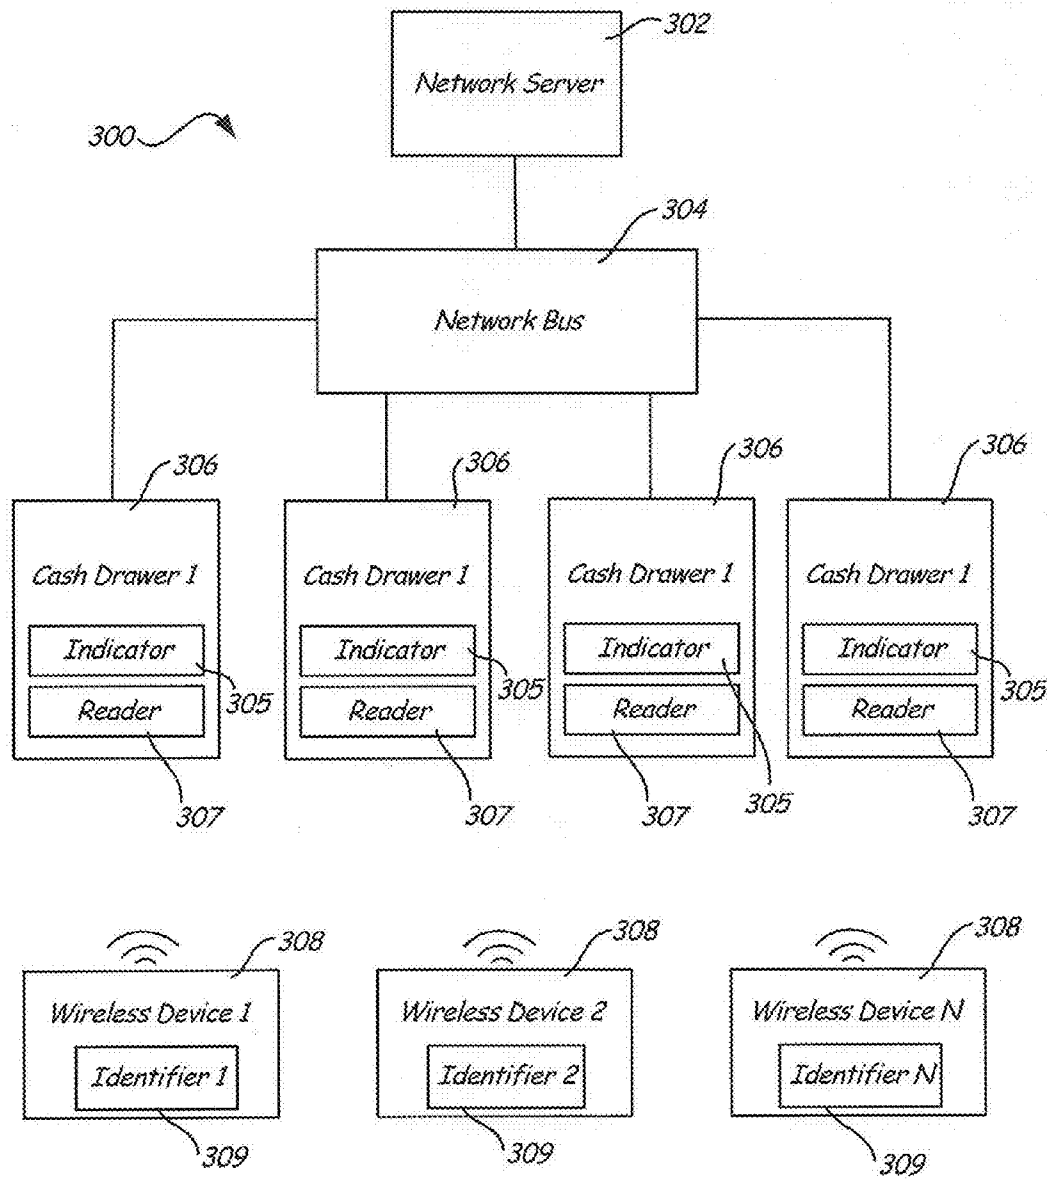 302
Network Server
300
304
Network Bus
306
306
306
306
Cash Drawer 1
Cash Drawer 1
Cash Drawer 1
Cash Drawer 1
Indicator
Indicator
Indicator
Indicator
305
305
305
Reader
Reader
Reader
Reader
307
307
307
305
307
308
308
308
Wireless Device 1
Wireless Device 2
Wireless Device N
Identifier 1
Identifier 2
Identifier N
309
309
309